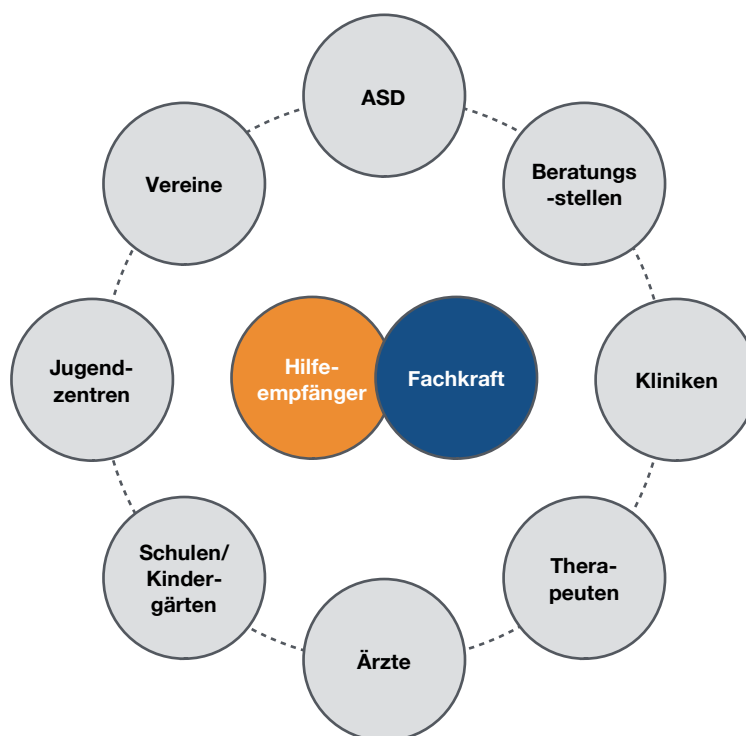 ASD
Beratungs
-stellen
Vereine
Hilfe-
empfänger
Fachkraft
Jugend-
zentren
Kliniken
Schulen/
Kinder-
gärten
Thera-
peuten
Ärzte